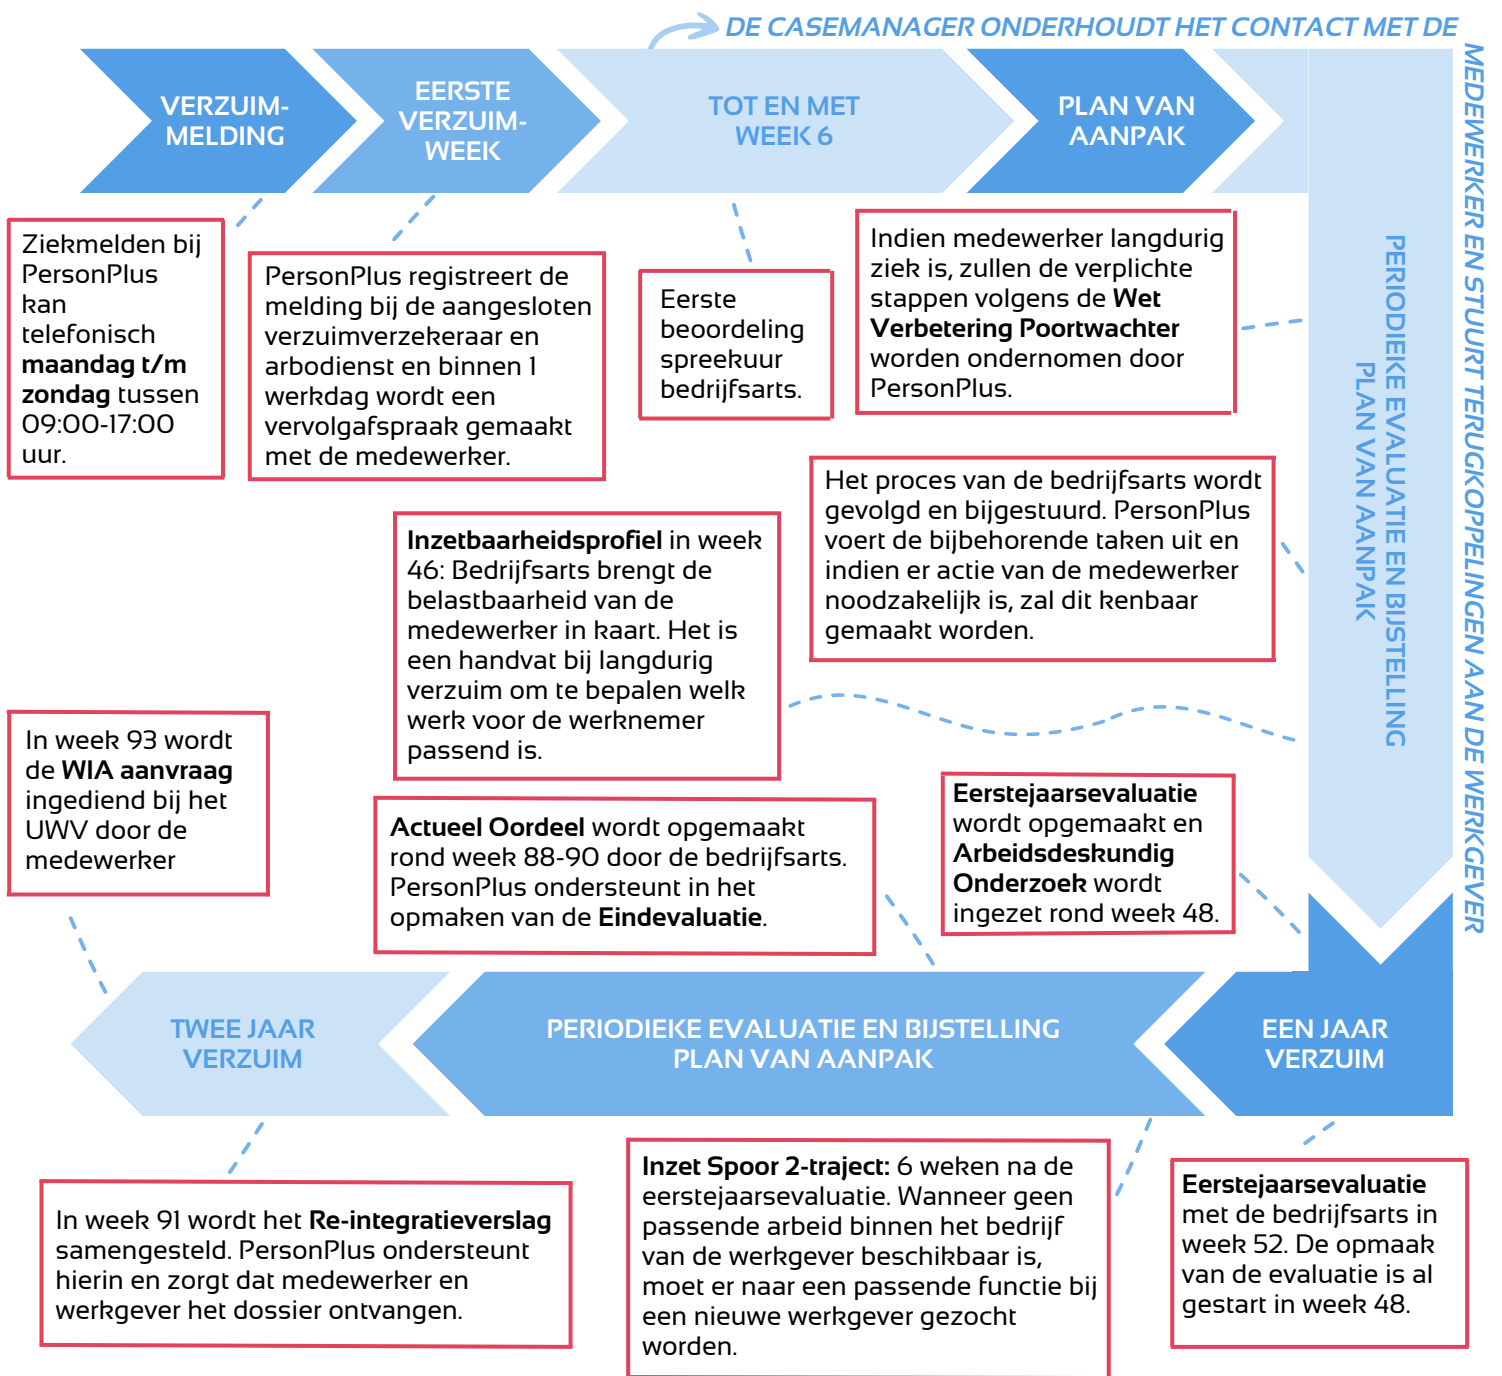 DE CASEMANAGER ONDERHOUDT HET CONTACT MET DE
MEDEWERKER EN STUURT TERUGKOPPELINGEN AAN DE WERKGEVER
VERZUIM-
MELDING
EERSTE
VERZUIM-
WEEK
TOT EN MET
WEEK 6
PLAN VAN
AANPAK
Ziekmelden bij
PersonPlus
kan
telefonisch
maandag t/m
zondag tussen
09:00-17:00
uur.
PersonPlus registreert de
melding bij de aangesloten
verzuimverzekeraar en
arbodienst en binnen 1
werkdag wordt een
vervolgafspraak gemaakt
met de medewerker.
Eerste
beoordeling
spreekuur
bedrijfsarts.
Indien medewerker langdurig
ziek is, zullen de verplichte
stappen volgens de Wet
Verbetering Poortwachter
worden ondernomen door
PersonPlus.
PERIODIEKE EVALUATIE EN BIJSTELLING
PLAN VAN AANPAK
Het proces van de bedrijfsarts wordt
gevolgd en bijgestuurd. PersonPlus
voert de bijbehorende taken uit en
indien er actie van de medewerker
noodzakelijk is, zal dit kenbaar
gemaakt worden.
Inzetbaarheidsprofiel in week
46: Bedrijfsarts brengt de
belastbaarheid van de
medewerker in kaart. Het is
een handvat bij langdurig
verzuim om te bepalen welk
werk voor de werknemer
passend is.
Eerstejaarsevaluatie
wordt opgemaakt en
Arbeidsdeskundig
Onderzoek wordt
ingezet rond week 48.
Actueel Oordeel wordt opgemaakt
rond week 88-90 door de bedrijfsarts.
PersonPlus ondersteunt in het
opmaken van de Eindevaluatie.
In week 93 wordt
de WIA aanvraag
ingediend bij het
UWV door de
medewerker
EEN JAAR
VERZUIM
PERIODIEKE EVALUATIE EN BIJSTELLING
PLAN VAN AANPAK
TWEE JAAR
VERZUIM
Eerstejaarsevaluatie
met de bedrijfsarts in
week 52. De opmaak
van de evaluatie is al
gestart in week 48.
Inzet Spoor 2-traject: 6 weken na de
eerstejaarsevaluatie. Wanneer geen
passende arbeid binnen het bedrijf
van de werkgever beschikbaar is,
moet er naar een passende functie bij
een nieuwe werkgever gezocht
worden.
In week 91 wordt het Re-integratieverslag
samengesteld. PersonPlus ondersteunt
hierin en zorgt dat medewerker en
werkgever het dossier ontvangen.